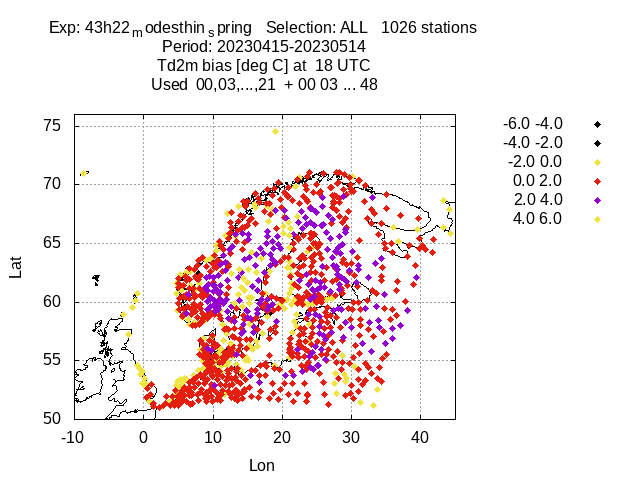 Exp: 43h22modesthinspring   Selection: ALL   1026 stations
Period: 20230415-20230514
Td2m bias [deg C] at  18 UTC
Used  00,03,...,21  + 00 03 ... 48
75
70
65
60
55
50
-10 0 10 20 30 40
Lat
Lon
-6.0 -4.0
-4.0 -2.0
-2.0 0.0
0.0 2.0
2.0 4.0
4.0 6.0